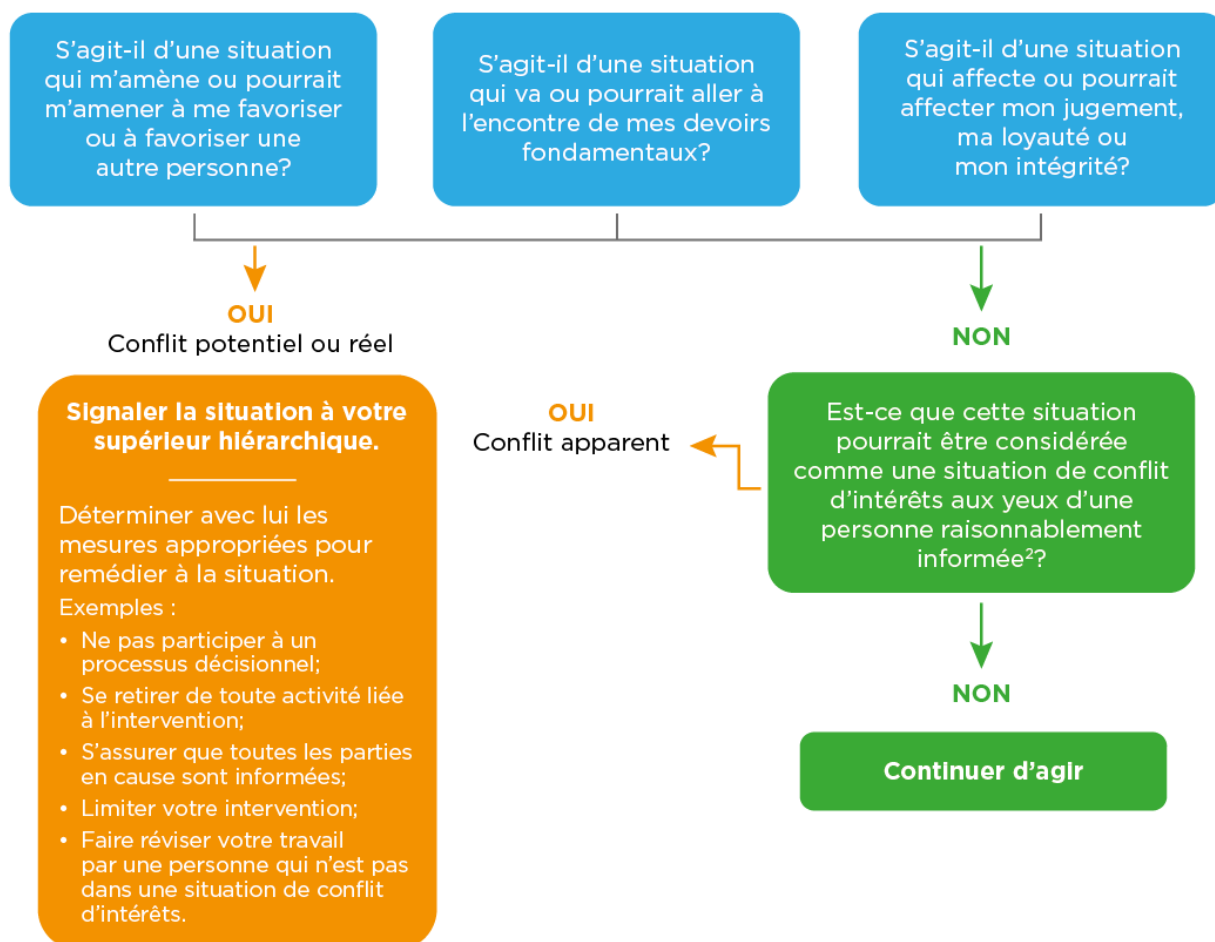 S'agit-il d'une situation
qui m'amène ou pourrait
m'amener à me favoriser
ou à favoriser une
autre personne?
S'agit-il d'une situation
qui va ou pourrait aller à
l'encontre de mes devoirs
fondamentaux?
S'agit-il d'une situation
qui affecte ou pourrait
affecter mon jugement,
ma loyauté ou
mon intégrité?
OUI
Conflit potentiel ou réel
NON
Signaler la situation à votre
supérieur hiérarchique.
Déterminer avec lui les
mesures appropriées pour
remédier à la situation.
Exemples :
• Ne pas participer à un
processus décisionnel;
• Se retirer de toute activité liée
à l'intervention;
• S'assurer que toutes les parties
en cause sont informées;
• Limiter votre intervention;
• Faire réviser votre travail
par une personne qui n'est pas
dans une situation de conflit
d'intérêts.
OUI
Conflit apparent
Est-ce que cette situation
pourrait être considérée
comme une situation de conflit
d'intérêts aux yeux d'une
personne raisonnablement
informée²?
NON
Continuer d'agir